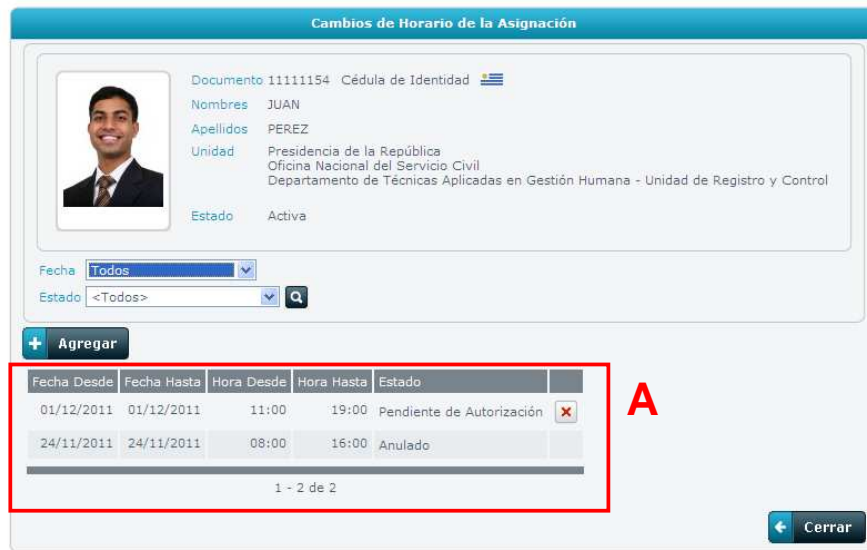 Cambios de Horario de la Asignación
Documento 11111154 Cédula de Identidad
Nombres JUAN
Apellidos PEREZ
Unidad Presidencia de la República
Oficina Nacional del Servicio Civil
Departamento de Técnicas Aplicadas en Gestión Humana - Unidad de Registro y Control
Estado Activa
Fecha Todos
Estado <Todos>
+ Agregar
Fecha Desde Fecha Hasta Hora Desde Hora Hasta Estado
01/12/2011 01/12/2011 11:00 19:00 Pendiente de Autorización
A
24/11/2011 24/11/2011 08:00 16:00 Anulado
1 - 2 de 2
Cerrar